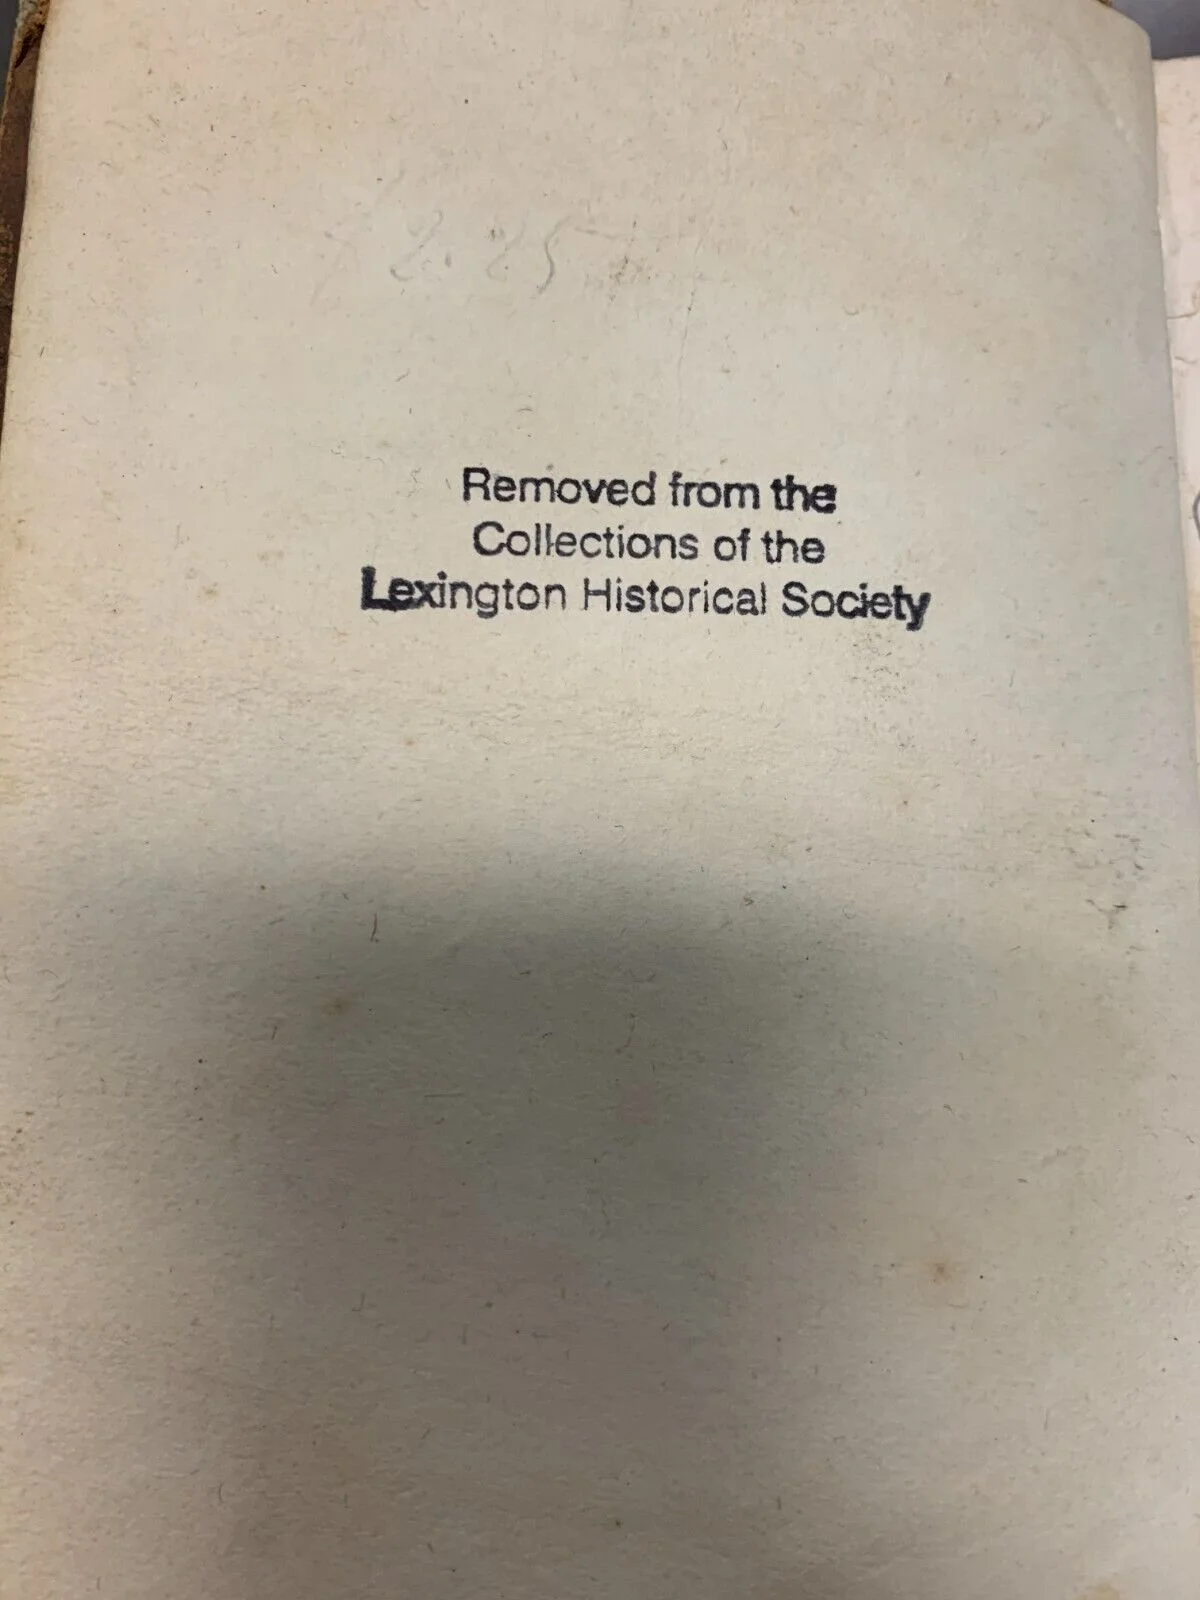 2.25
Removed from the
Collections of the
Lexington Historical Society